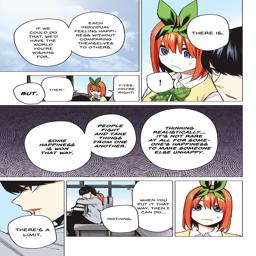 THERE IS.
EACH
INDIVIDUAL
FEELING HAPPI-
NESS WITHOUT
COMPARING
THEMSELVES
TO OTHERS.
IF WE
COULD DO
THAT, WE'D
HAVE THE
WORLD
YOU'RE
WISHING
FOR.
!
Y-YES,
YOU'RE
RIGHT!
THEN-
BUT.
THINKING
REALISTICALLY...
IT'S NOT RARE
AT ALL FOR SOME-
ONE'S HAPPINESS
TO MAKE SOMEONE
ELSE UNHAPPY.
PEOPLE
FIGHT
AND TAKE
THINGS
FROM ONE
ANOTHER.
SOME
HAPPINESS
IS WON
THAT WAY.
WHEN YOU
PUT IT THAT
WAY, THEN I
CAN DO...
NOTHING.
THERE'S A
LIMIT.